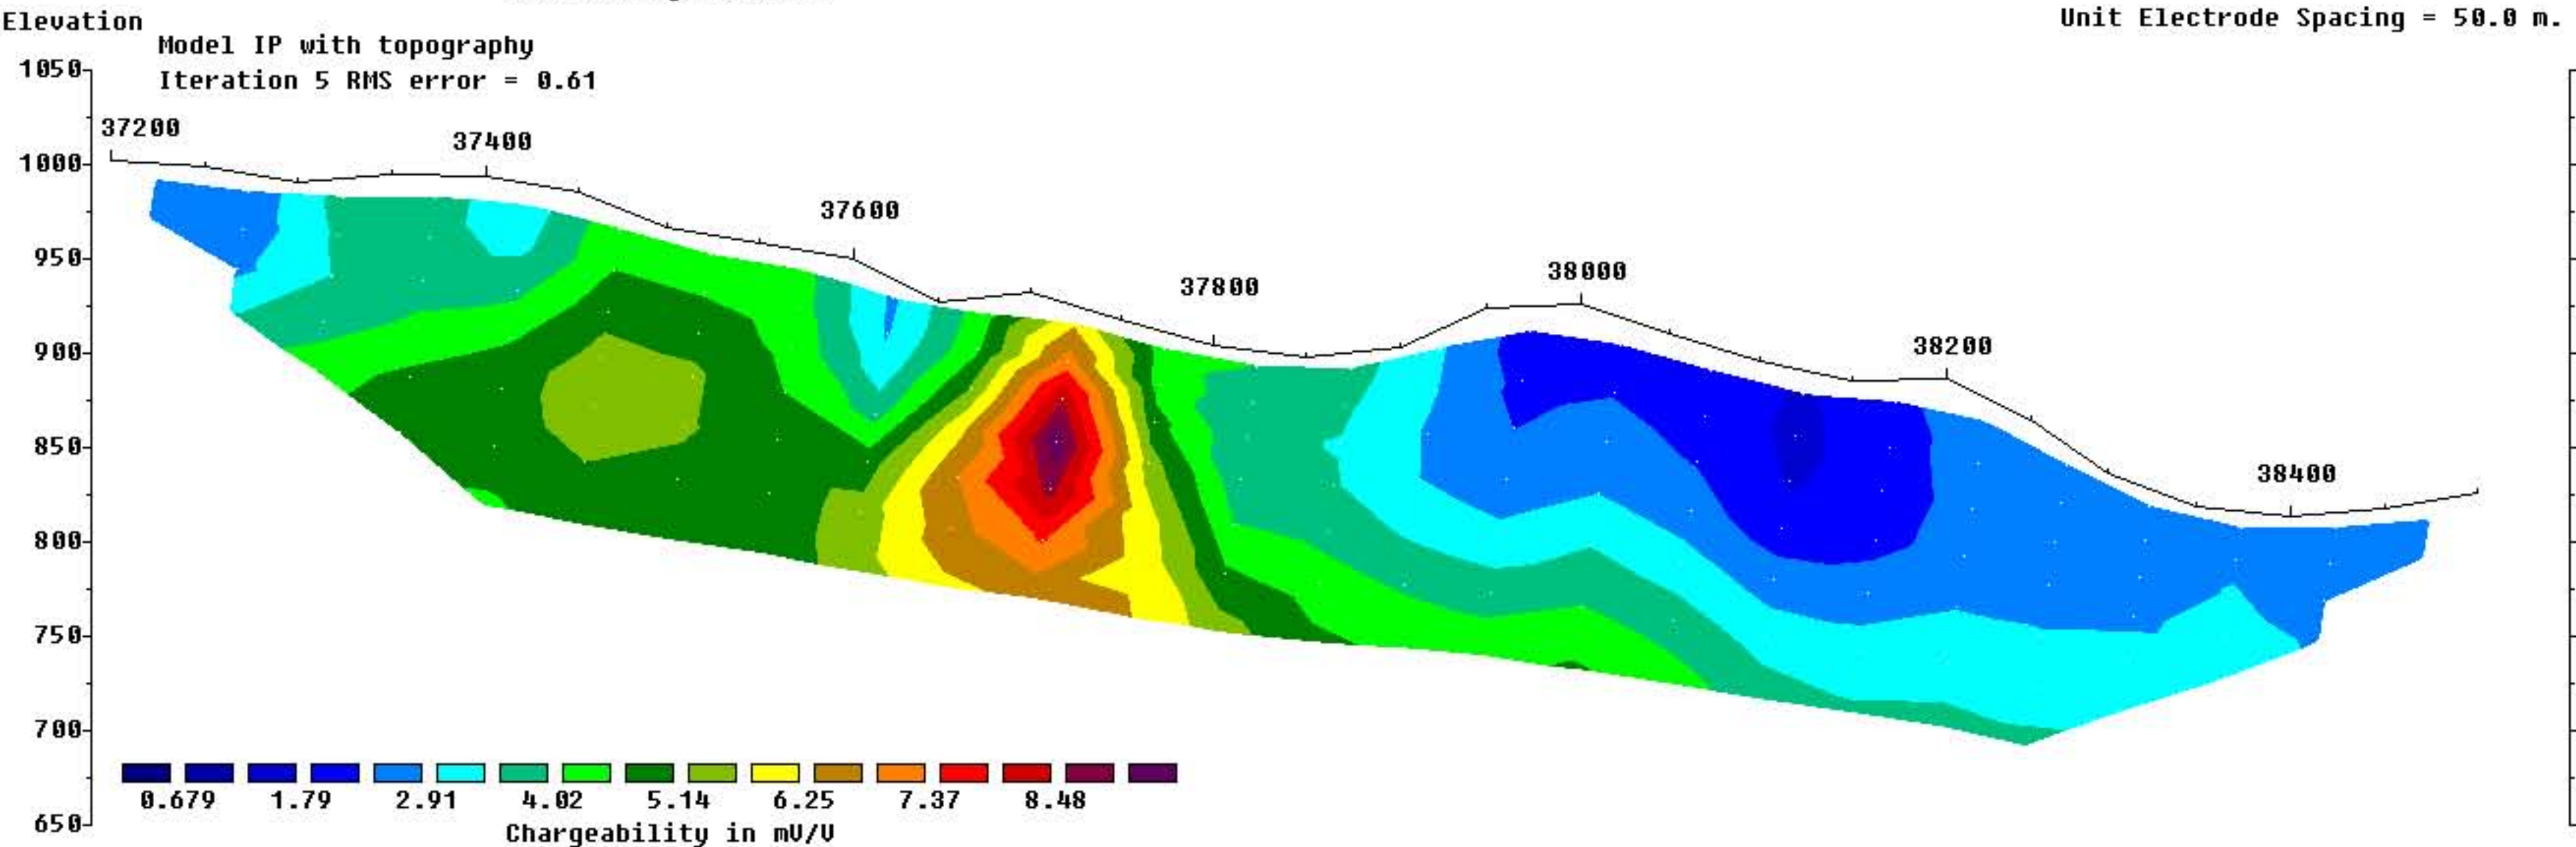 Elevation
Unit Electrode Spacing = 50.0 m.
Model IP with topography
Iteration 5 RMS error = 0.61
1050
1000
950
900
850
800
750
700
650
37200
37400
37600
37800
38000
38200
38400
0.679 1.79 2.91 4.02 5.14 6.25 7.37 8.48
Chargeability in mV/V